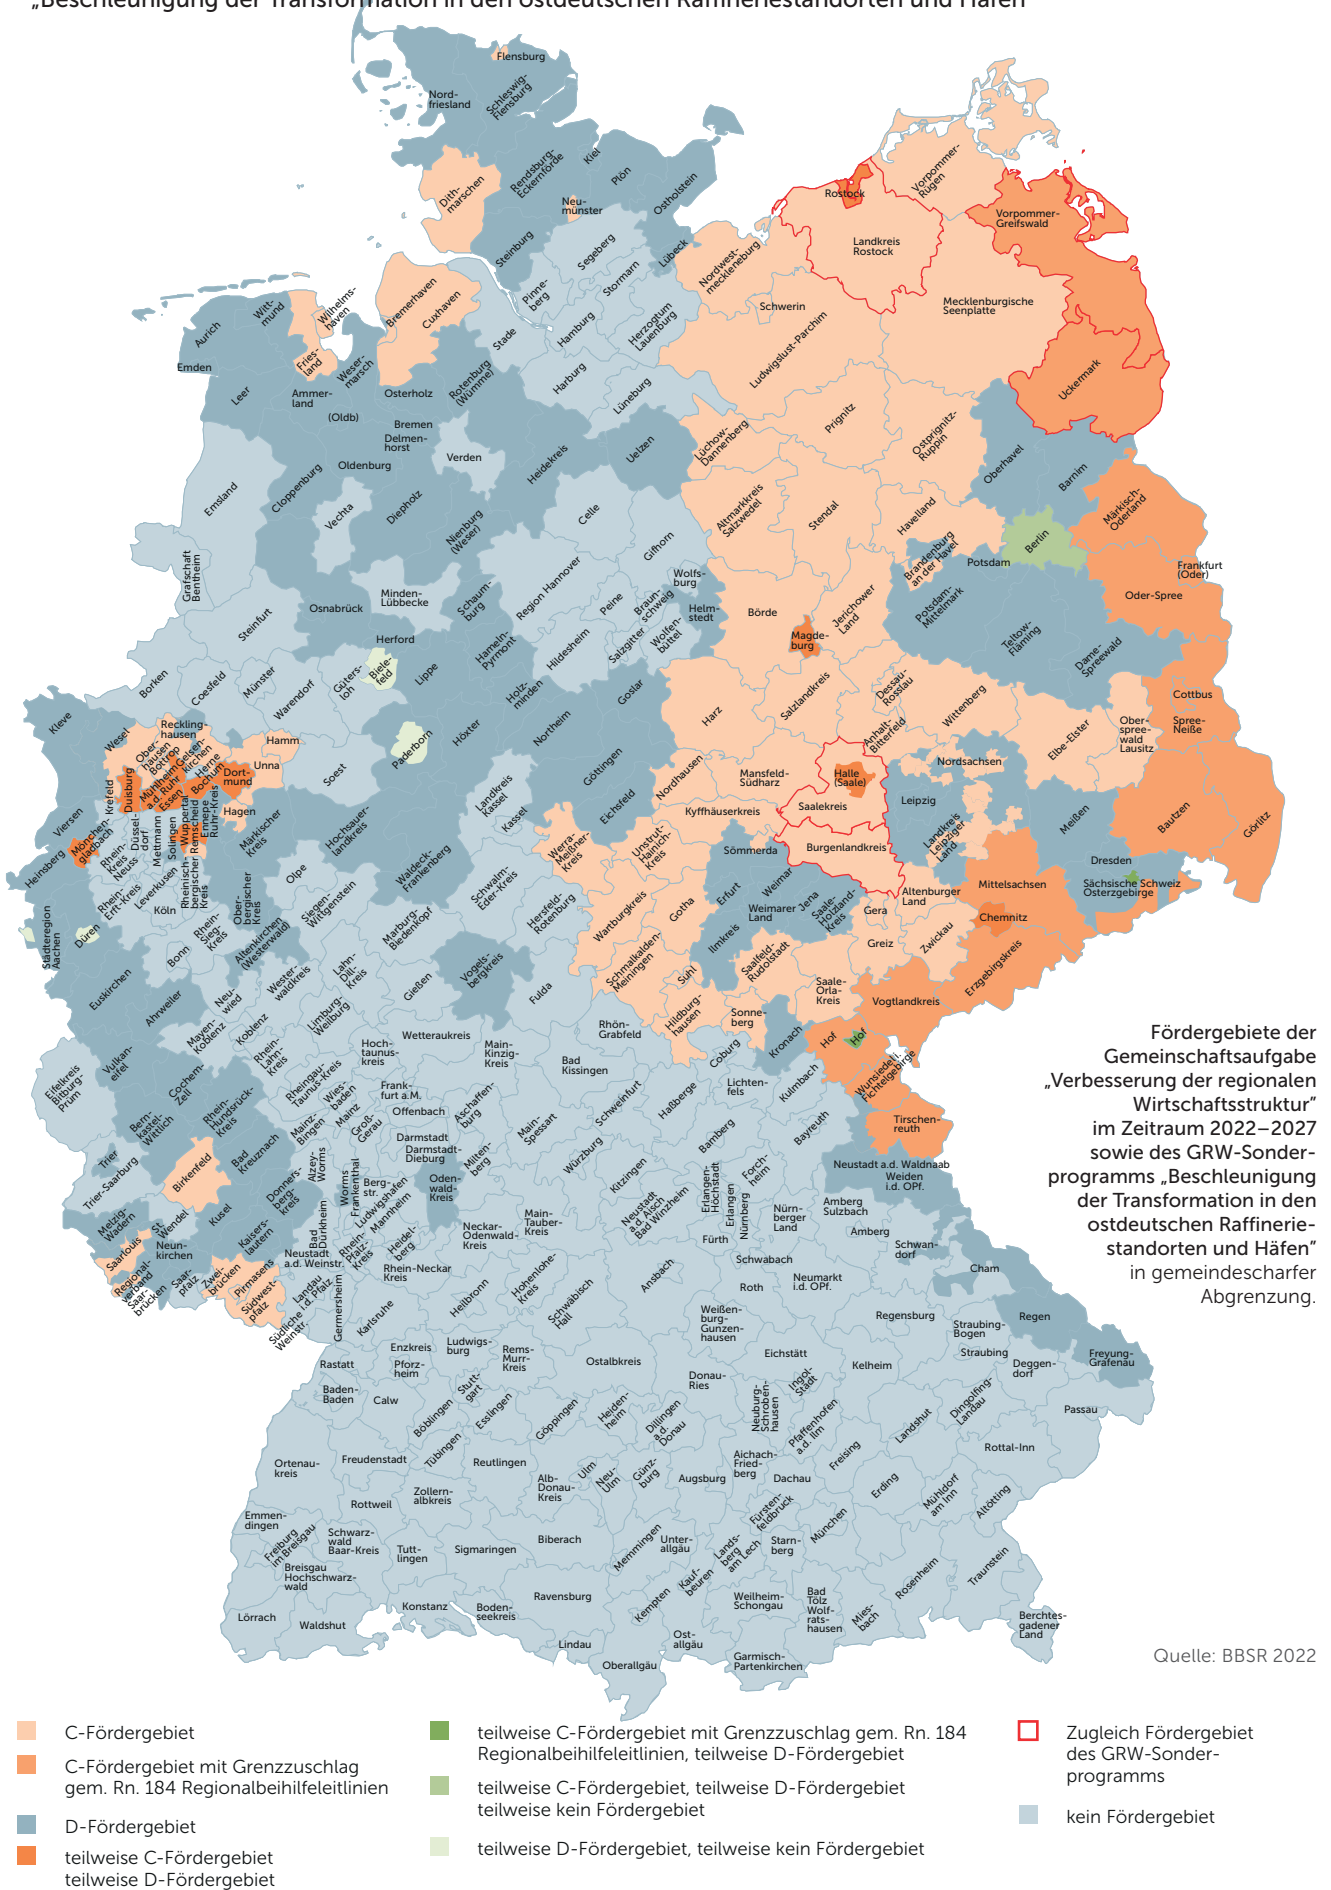 „Beschleunigung der Transformation in den ostdeutschen Raffineriestandorten und Häfen“
Flensburg
Nord-
friesland
Schleswig-
Flensburg
Dith-
marschen
Rendsburg-
Eckernförde
Kiel
Plön
Ostholstein
Neu-
münster
Steinburg
Segeberg
Stormarn
Lübeck
Pinne-
berg
Hamburg
Herzogtum
Lauenburg
Nordwest-
mecklenburg
Rostock
Landkreis
Rostock
Vorpommer-
Rügen
Vorpommer-
Greifswald
Schwerin
Mecklenburgische
Seenplatte
Ludwigslust-Parchim
Uckermark
Prignitz
Ostprignitz-
Ruppin
Oberhavel
Barnim
Märkisch-
Oderland
Frankfurt
(Oder)
Oder-Spree
Berlin
Potsdam
Havelland
Brandenburg
an der Havel
Potsdam-
Mittelmark
Teltow-
Fläming
Dame-
Spreewald
Cottbus
Spree-
Neiße
Ober-
spree-
wald
Lausitz
Elbe-Elster
Aurich
Witt-
mund
Wilhelms-
haven
Fries-
land
Weser-
marsch
Bremerhaven
Cuxhaven
Stade
Emden
Leer
Ammer-
land
(Oldb)
Osterholz
Bremen
Delmen-
horst
Oldenburg
Rotenburg
(Wümme)
Verden
Harburg
Lüneburg
Uelzen
Lüchow-
Dannenberg
Heidekreis
Emsland
Cloppenburg
Vechta
Diepholz
Nienburg
(Weser)
Celle
Gifhorn
Grafschaft
Bentheim
Osnabrück
Minden-
Lübbecke
Schaum-
burg
Region Hannover
Peine
Wolfs-
burg
Braun-
schweig
Helm-
stedt
Salzgitter
Wolfen-
büttel
Hildesheim
Hameln-
Pyrmont
Steinfurt
Herford
Biele-
feld
Lippe
Güters-
loh
Holz-
minden
Goslar
Northeim
Göttingen
Höxter
Paderborn
Borken
Coesfeld
Münster
Warendorf
Kleve
Wesel
Reckling-
hausen
Hamm
Unna
Ober-
hausen
Bottrop
Gelsen-
kirchen
Herne
Bochum
Dort-
mund
Mühlheim
a.d. Ruhr
Essen
Duisburg
Krefeld
Viersen
Mönchen-
gladbach
Heinsberg
Düssel-
dorf
Mettmann
Solingen
Wuppertal
Remscheid
Ennepe
Ruhr-Kreis
Hagen
Märkischer
Kreis
Soest
Hochsauer-
landkreis
Rhein-
Kreis
Neuss
Rhein-
Erft-Kreis
Leverkusen
Köln
Rheinisch-
bergischer
Kreis
Ober-
bergischer
Kreis
Olpe
Siegen-
Wittgenstein
Städteregion
Aachen
Düren
Euskirchen
Bonn
Rhein-
Sieg-
Kreis
Altenkirchen
(Westerwald)
Ahrweiler
Neu-
wied
Wester-
waldkreis
Mayen-
Koblenz
Koblenz
Rhein-
Lahn-
Kreis
Vulkan-
eifel
Cochem-
Zell
Eifelkreis
Bitburg-
Prüm
Bern-
kastel-
Wittlich
Rhein-
Hundsrück-
Kreis
Trier
Trier-Saarburg
Birkenfeld
Bad
Kreuznach
Mainz-
Bingen
Mainz
Alzey-
Worms
Worms
Frankenthal
Donners-
berg-
kreis
Kusel
Kaisers-
lautern
Bad
Dürkheim
Neustadt
a.d. Weinstr.
Rhein-
Pfalz-
Kreis
Ludwigshafen
Mannheim
Landau
i.d. Pfalz
Südliche
Weinstr.
Germersheim
Pirmasens
Südwest-
pfalz
Zwei-
brücken
Melzig-
Wadern
St.
Wendel
Neun-
kirchen
Saarlouis
Saar-
pfalz
Regional-
verband
Saar-
brücken
Landkreis
Kassel
Kassel
Waldeck-
Frankenberg
Schwalm-
Eder-Kreis
Werra-
Meißner-
Kreis
Hersfeld-
Rotenburg
Marburg-
Biedenkopf
Lahn-
Dill-
Kreis
Gießen
Vogels-
bergkreis
Fulda
Limburg-
Weilburg
Wetteraukreis
Hoch-
taunus-
kreis
Main-
Kinzig-
Kreis
Rheingau-
Taunus-Kreis
Wies-
baden
Frank-
furt a.M.
Offenbach
Groß-
Gerau
Darmstadt
Darmstadt-
Dieburg
Berg-
str.
Oden-
wald-
Kreis
Altmarkkreis
Salzwedel
Stendal
Börde
Magde-
burg
Jerichower
Land
Harz
Salzlandkreis
Dessau-
Rosslau
Anhalt-
Bitterfeld
Wittenberg
Mansfeld-
Südharz
Halle
(Saale)
Saalekreis
Burgenlandkreis
Nordhausen
Eichsfeld
Kyffhäuserkreis
Unstrut-
Hainich-
Kreis
Sömmerda
Wartburgkreis
Gotha
Erfurt
Weimar
Weimarer
Land
Jena
Saale-
Holzland-
Kreis
Ilmkreis
Gera
Altenburger
Land
Greiz
Saalfeld-
Rudolstadt
Saale-
Orla-
Kreis
Schmalkalden-
Meiningen
Suhl
Hildburg-
hausen
Sonne-
berg
Nordsachsen
Leipzig
Landkreis
Leipziger
Land
Meißen
Bautzen
Görlitz
Dresden
Sächsische Schweiz
Osterzgebirge
Mittelsachsen
Chemnitz
Zwickau
Erzgebirgskreis
Vogtlandkreis
Hof
Hof
Wunsiedel i.
Fichtelgebirge
Tirschen-
reuth
Kronach
Coburg
Lichten-
fels
Kulmbach
Bayreuth
Rhön-
Grabfeld
Bad
Kissingen
Haßberge
Schweinfurt
Bamberg
Aschaffen-
burg
Main-
Spessart
Milten-
berg
Würzburg
Kitzingen
Forch-
heim
Erlangen-
Höchstadt
Erlangen
Nürnberg
Fürth
Nürn-
berger
Land
Neustadt
a.d. Aisch
Bad Winzheim
Neustadt a.d. Waldnaab
Weiden
i.d. OPf.
Amberg
Sulzbach
Amberg
Schwan-
dorf
Cham
Ansbach
Schwabach
Roth
Neumarkt
i.d. OPf.
Weißen-
burg-
Gunzen-
hausen
Regensburg
Straubing-
Bogen
Straubing
Regen
Freyung-
Grafenau
Deggen-
dorf
Passau
Eichstätt
Kelheim
Ingol-
Stadt
Donau-
Ries
Neuburg-
Schroben-
hausen
Pfaffenhofen
a.d. Ilm
Landshut
Dingolfing-
Landau
Rottal-Inn
Dillingen
a.d.
Donau
Günz-
burg
Augsburg
Aichach-
Fried-
berg
Dachau
Freising
Erding
Mühldorf
am Inn
Altötting
Neu-
Ulm
Fürsten-
feldbruck
München
Starn-
berg
Lands-
berg
am Lech
Unter-
allgäu
Memmingen
Kauf-
beuren
Kempten
Weilheim-
Schongau
Bad
Tölz
Wolf-
rats-
hausen
Mies-
bach
Rosenheim
Traunstein
Berchtes-
gadener
Land
Lindau
Oberallgäu
Ost-
allgäu
Garmisch-
Partenkirchen
Neckar-
Odenwald-
Kreis
Main-
Tauber-
Kreis
Heidel-
berg
Rhein-Neckar
Kreis
Karlsruhe
Heilbronn
Hohenlohe-
Kreis
Schwäbisch
Hall
Rastatt
Baden-
Baden
Enzkreis
Pforz-
heim
Calw
Ludwigs-
burg
Rems-
Murr-
Kreis
Stutt-
gart
Ostalbkreis
Böblingen
Esslingen
Göppingen
Heiden-
heim
Ortenau-
kreis
Freudenstadt
Tübingen
Reutlingen
Alb-
Donau-
Kreis
Ulm
Rottweil
Zollern-
albkreis
Emmen-
dingen
Freiburg
im Breisgau
Breisgau
Hochschwarz-
wald
Schwarz-
wald
Baar-Kreis
Tutt-
lingen
Sigmaringen
Biberach
Lörrach
Waldshut
Konstanz
Boden-
seekreis
Ravensburg
Fördergebiete der
Gemeinschaftsaufgabe
„Verbesserung der regionalen
Wirtschaftsstruktur“
im Zeitraum 2022–2027
sowie des GRW-Sonder-
programms „Beschleunigung
der Transformation in den
ostdeutschen Raffinerie-
standorten und Häfen“
in gemeindescharfer
Abgrenzung.
Quelle: BBSR 2022
C-Fördergebiet
C-Fördergebiet mit Grenzzuschlag
gem. Rn. 184 Regionalbeihilfeleitlinien
D-Fördergebiet
teilweise C-Fördergebiet
teilweise D-Fördergebiet
teilweise C-Fördergebiet mit Grenzzuschlag gem. Rn. 184
Regionalbeihilfeleitlinien, teilweise D-Fördergebiet
teilweise C-Fördergebiet, teilweise D-Fördergebiet
teilweise kein Fördergebiet
teilweise D-Fördergebiet, teilweise kein Fördergebiet
Zugleich Fördergebiet
des GRW-Sonder-
programms
kein Fördergebiet